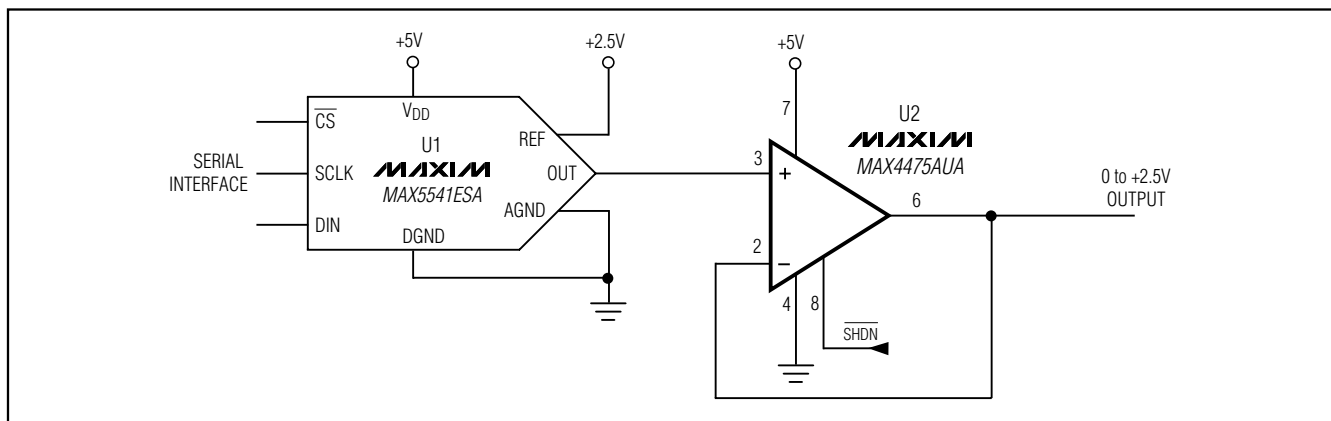 +5V
+2.5V
+5V
VDD
CS
REF
7
U2
MAXIM
MAX4475AUA
U1
MAXIM
MAX5541ESA
SERIAL
INTERFACE
SCLK
OUT
3
+
0 to +2.5V
OUTPUT
6
AGND
DIN
DGND
2
−
4
8
SHDN